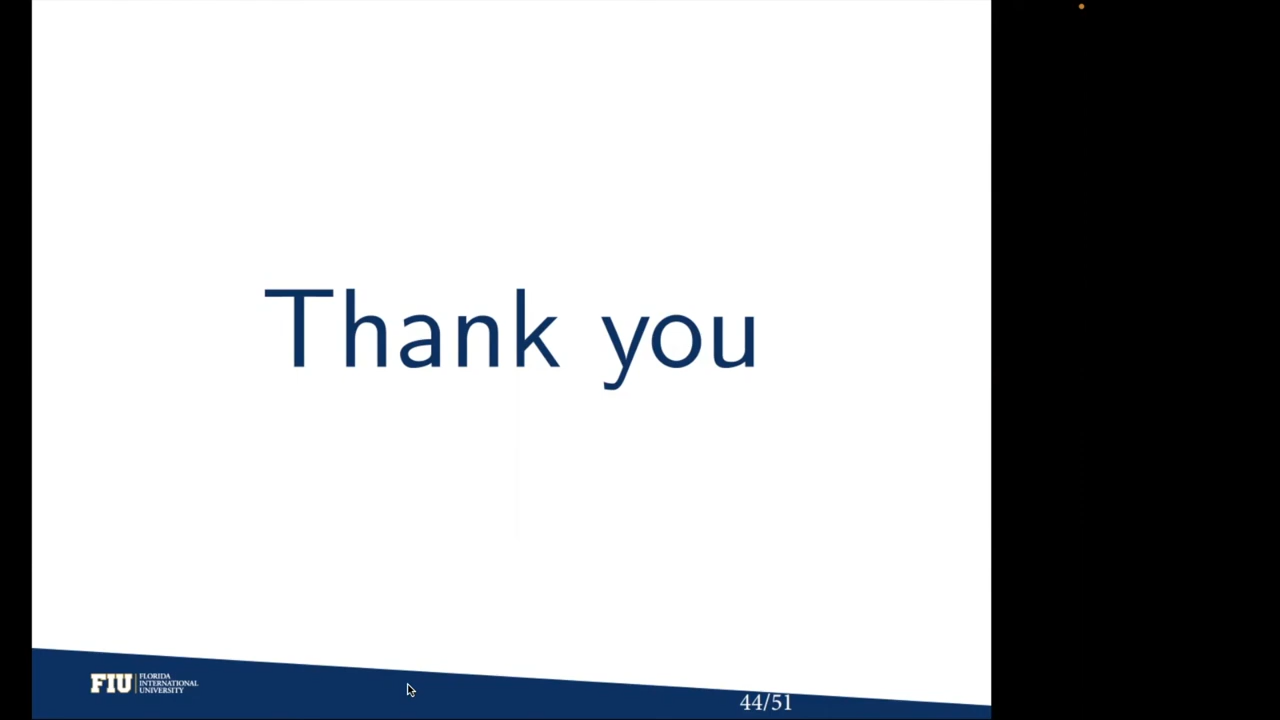 Thank you
FIU
FLORIDA
INTERNATIONAL
UNIVERSITY
44/51